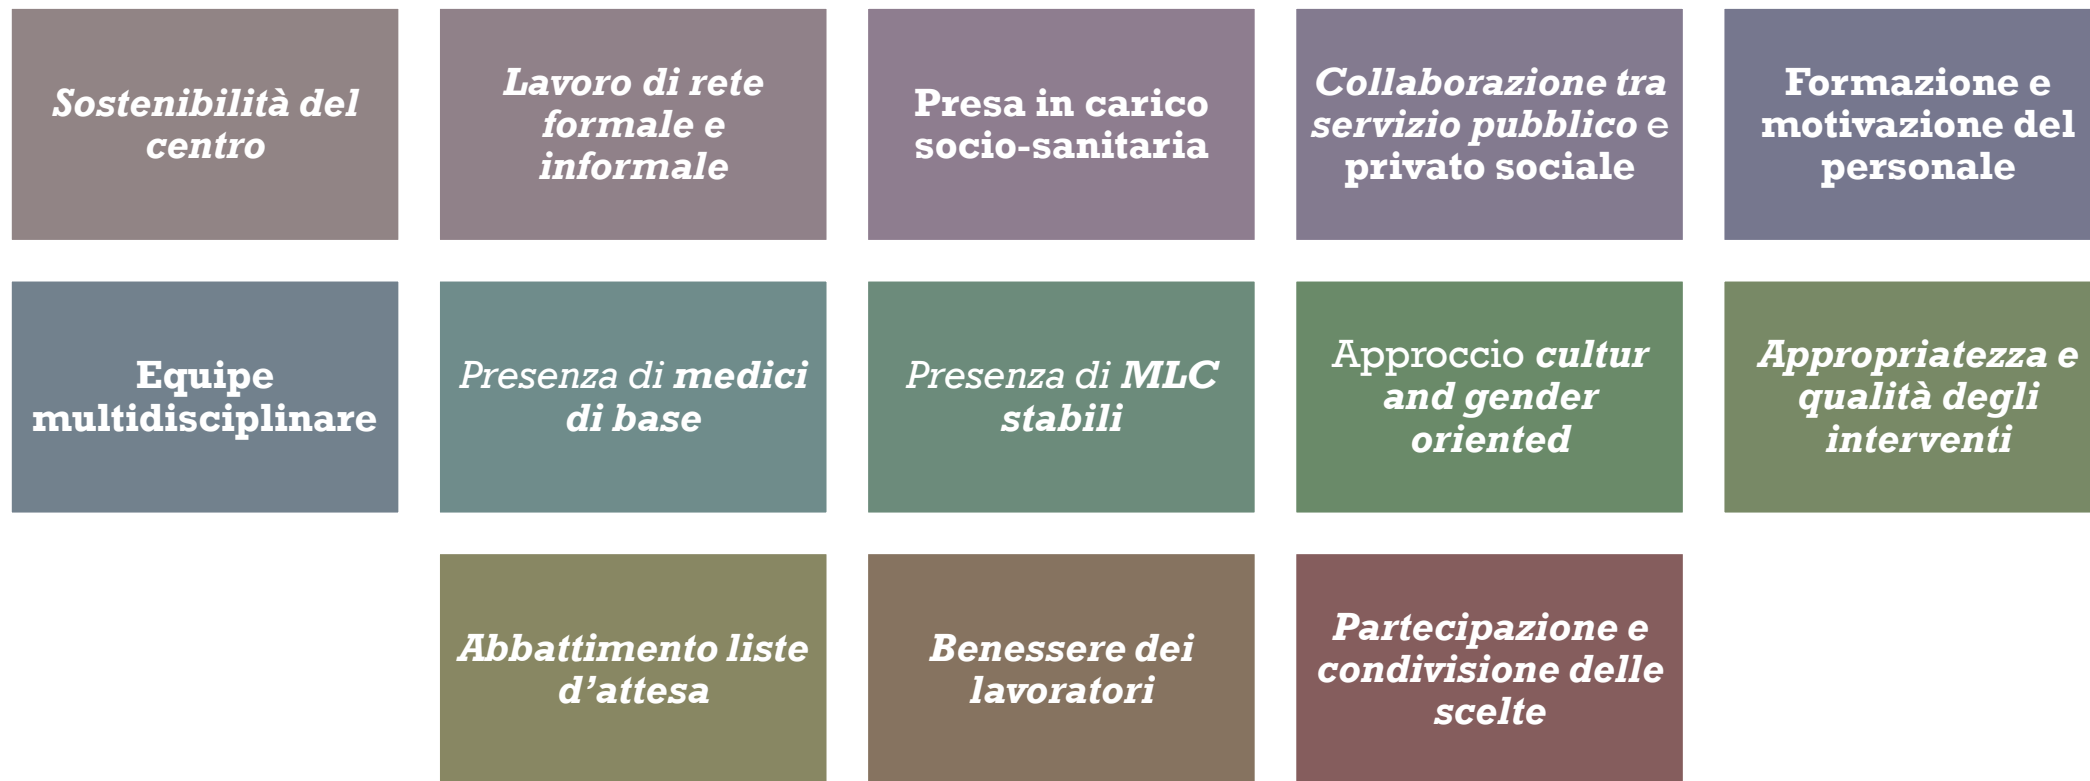 Sostenibilità del
centro
Lavoro di rete
formale e
informale
Presa in carico
socio-sanitaria
Collaborazione tra
servizio pubblico e
privato sociale
Formazione e
motivazione del
personale
Equipe
multidisciplinare
Presenza di medici
di base
Presenza di MLC
stabili
Approccio cultur
and gender
oriented
Appropriatezza e
qualità degli
interventi
Abbattimento liste
d’attesa
Benessere dei
lavoratori
Partecipazione e
condivisione delle
scelte